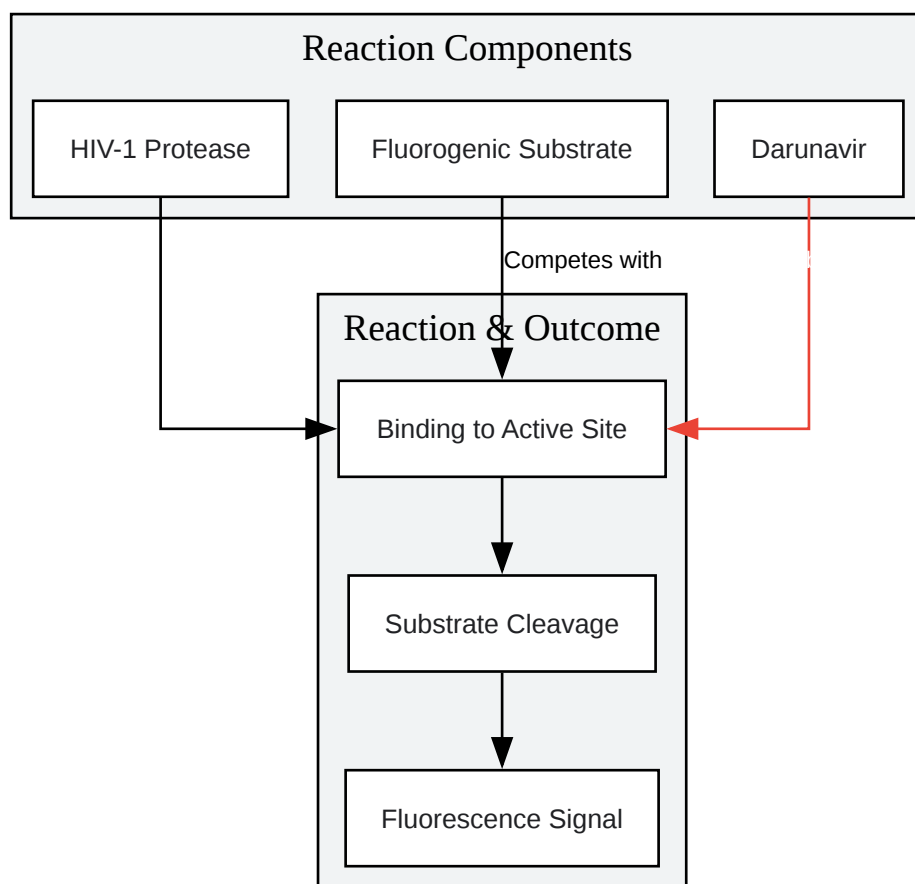 Reaction Components
HIV-1 Protease
Fluorogenic Substrate
Darunavir
Competes with
Reaction & Outcome
Binding to Active Site
Substrate Cleavage
Fluorescence Signal